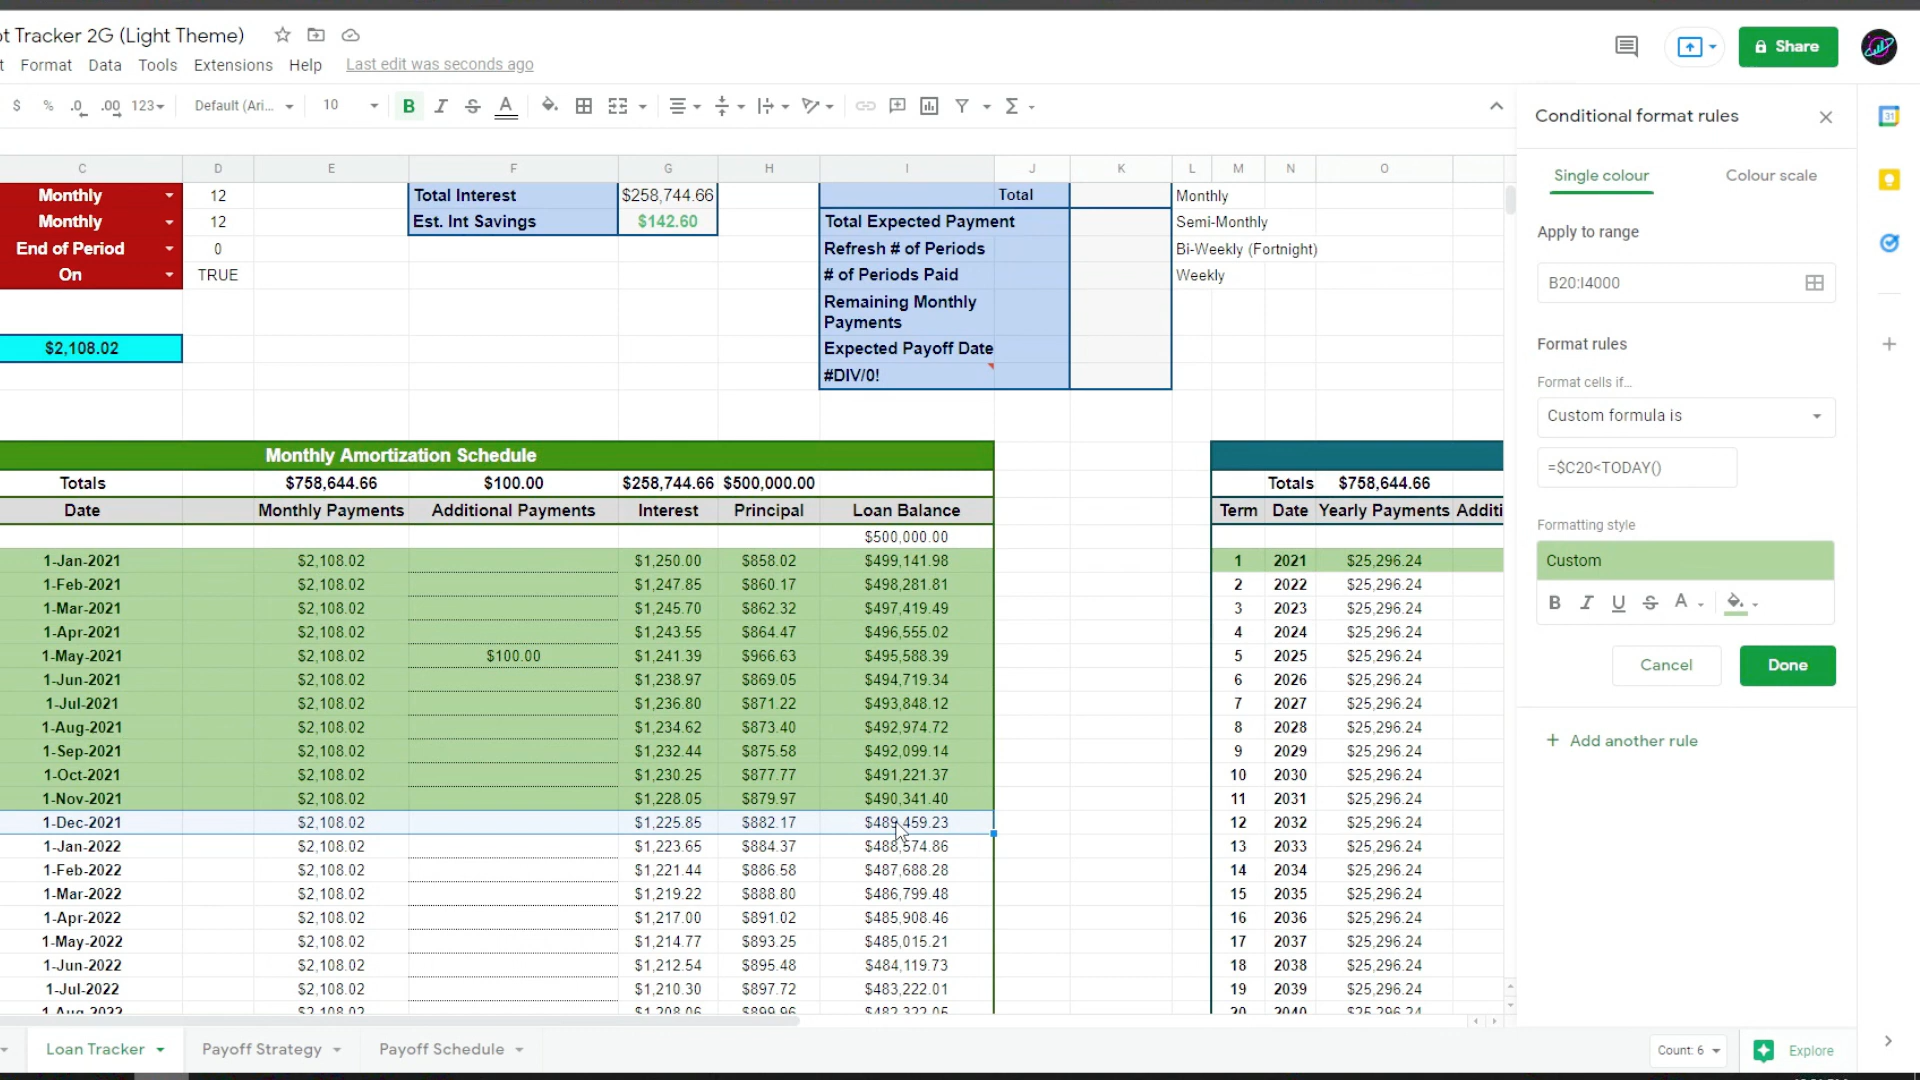 ot Tracker 2G (Light Theme)
t Format Data Tools Extensions Help Last edit was seconds ago
Share
$ % .0 .00 123 Default (Ari... 10 B I S A Σ
Conditional format rules
C D E F G H I J K L M N O
Single colour Colour scale
Monthly 12 Total Interest $258,744.66 Total Monthly
Monthly 12 Est. Int Savings $142.60 Total Expected Payment Semi-Monthly
End of Period 0 Refresh # of Periods Bi-Weekly (Fortnight)
On TRUE # of Periods Paid Weekly
Remaining Monthly
Payments
$2,108.02 Expected Payoff Date
#DIV/0!
Apply to range
B20:I4000
Format rules
Format cells if...
Custom formula is
=$C20<TODAY()
Formatting style
Custom
B I U S A
Cancel Done
+ Add another rule
Monthly Amortization Schedule
Totals $758,644.66 $100.00 $258,744.66 $500,000.00
Date Monthly Payments Additional Payments Interest Principal Loan Balance
$500,000.00
1-Jan-2021 $2,108.02 $1,250.00 $858.02 $499,141.98
1-Feb-2021 $2,108.02 $1,247.85 $860.17 $498,281.81
1-Mar-2021 $2,108.02 $1,245.70 $862.32 $497,419.49
1-Apr-2021 $2,108.02 $1,243.55 $864.47 $496,555.02
1-May-2021 $2,108.02 $100.00 $1,241.39 $966.63 $495,588.39
1-Jun-2021 $2,108.02 $1,238.97 $869.05 $494,719.34
1-Jul-2021 $2,108.02 $1,236.80 $871.22 $493,848.12
1-Aug-2021 $2,108.02 $1,234.62 $873.40 $492,974.72
1-Sep-2021 $2,108.02 $1,232.44 $875.58 $492,099.14
1-Oct-2021 $2,108.02 $1,230.25 $877.77 $491,221.37
1-Nov-2021 $2,108.02 $1,228.05 $879.97 $490,341.40
1-Dec-2021 $2,108.02 $1,225.85 $882.17 $489,459.23
1-Jan-2022 $2,108.02 $1,223.65 $884.37 $488,574.86
1-Feb-2022 $2,108.02 $1,221.44 $886.58 $487,688.28
1-Mar-2022 $2,108.02 $1,219.22 $888.80 $486,799.48
1-Apr-2022 $2,108.02 $1,217.00 $891.02 $485,908.46
1-May-2022 $2,108.02 $1,214.77 $893.25 $485,015.21
1-Jun-2022 $2,108.02 $1,212.54 $895.48 $484,119.73
1-Jul-2022 $2,108.02 $1,210.30 $897.72 $483,222.01
1-Aug-2022 $2,108.02 $1,208.06 $899.96 $482,322.05
Totals $758,644.66
Term Date Yearly Payments Additi
1 2021 $25,296.24
2 2022 $25,296.24
3 2023 $25,296.24
4 2024 $25,296.24
5 2025 $25,296.24
6 2026 $25,296.24
7 2027 $25,296.24
8 2028 $25,296.24
9 2029 $25,296.24
10 2030 $25,296.24
11 2031 $25,296.24
12 2032 $25,296.24
13 2033 $25,296.24
14 2034 $25,296.24
15 2035 $25,296.24
16 2036 $25,296.24
17 2037 $25,296.24
18 2038 $25,296.24
19 2039 $25,296.24
20 2040 $25,296.24
Loan Tracker Payoff Strategy Payoff Schedule Count: 6 Explore